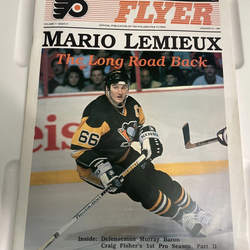 FLYER
OFFICIAL PUBLICATION OF THE PHILADELPHIA FLYERS
MARIO LEMIEUX
The Long Road Back
66
Inside: Defenseman Murray Baron
Craig Fisher's 1st Pro Season, Part II